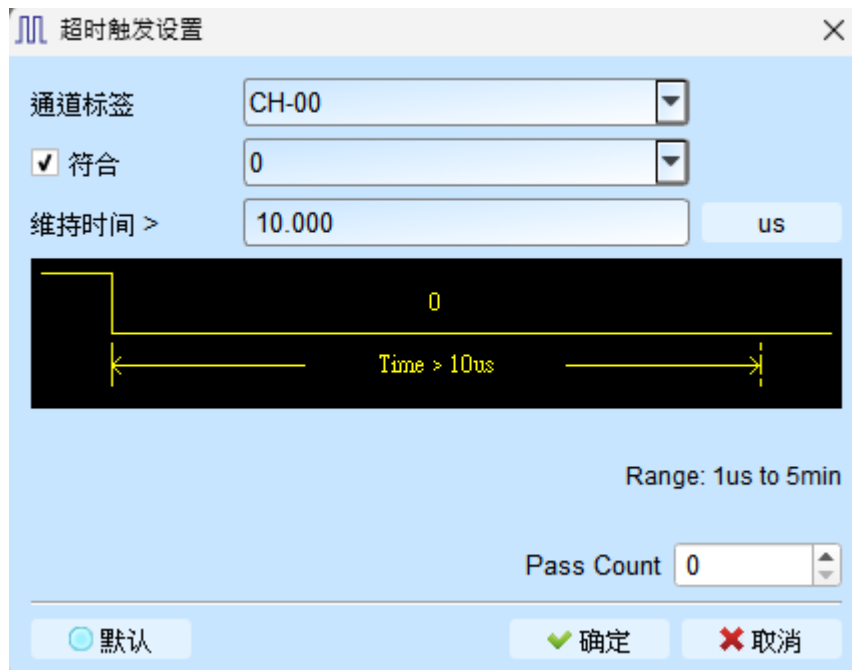 超时触发设置
通道标签 CH-00
符合 0
维持时间 > 10.000 us
0
Time > 10us
Range: 1us to 5min
Pass Count 0
默认 确定 取消